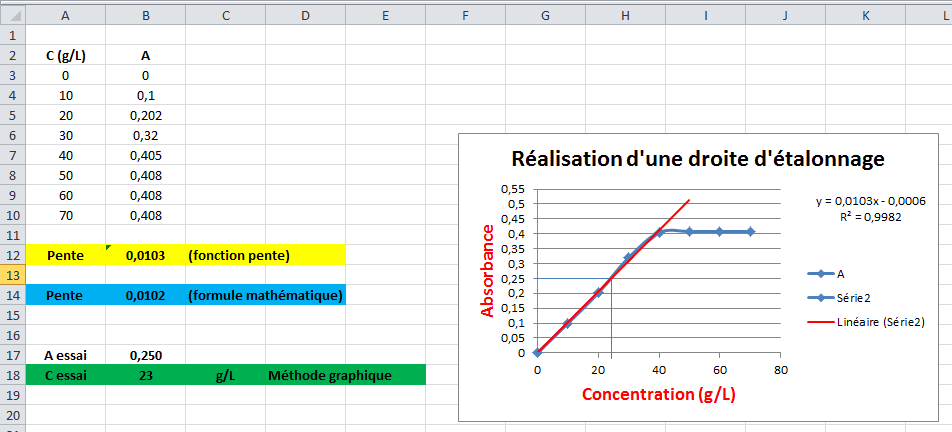 A B C D E F G H I J K L
1
2 C (g/L) A
3 0 0
4 10 0,1
5 20 0,202
6 30 0,32
7 40 0,405
8 50 0,408
9 60 0,408
10 70 0,408
11
12 Pente 0,0103 (fonction pente)
13
14 Pente 0,0102 (formule mathématique)
15
16
17 A essai 0,250
18 C essai 23 g/L Méthode graphique
19
20
Réalisation d'une droite d'étalonnage
Absorbance
0,55
0,5
0,45
0,4
0,35
0,3
0,25
0,2
0,15
0,1
0,05
0
0 20 40 60 80
Concentration (g/L)
y = 0,0103x - 0,0006
R² = 0,9982
A
Série2
Linéaire (Série2)